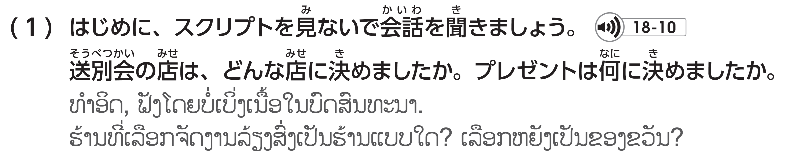 (1) はじめに、スクリプトを見ないで会話を聞きましょう。 18-10
送別会の店は、どんな店に決めましたか。プレゼントは何に決めましたか。
ທຳອິດ, ຟັງໂດຍບໍ່ເບິ່ງເນື້ອໃນບົດສົນທະນາ.
ຮ້ານທີ່ເລືອກຈັດງານລ້ຽງສົ່ງເປັນຮ້ານແບບໃດ? ເລືອກຫຍັງເປັນຂອງຂວັນ?